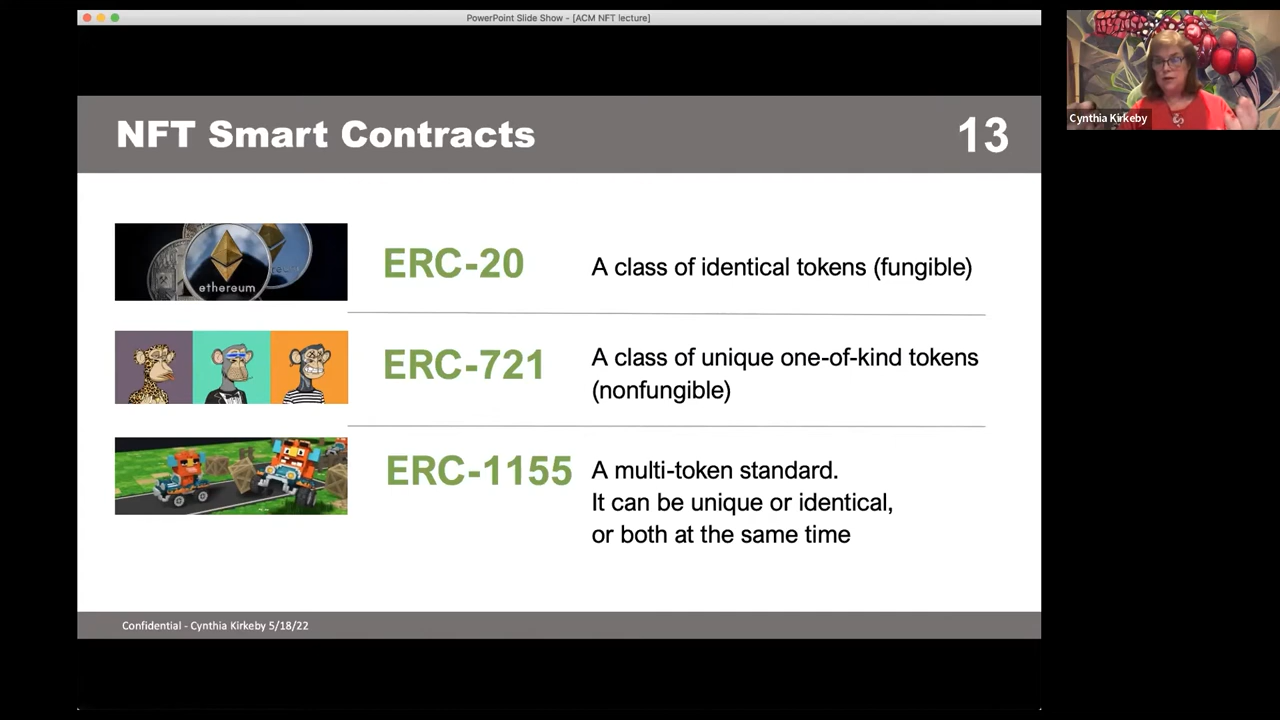 PowerPoint Slide Show - [ACM NFT lecture]
Cynthia Kirkeby
NFT Smart Contracts
13
ethereum
ERC-20
A class of identical tokens (fungible)
ERC-721
A class of unique one-of-kind tokens
(nonfungible)
ERC-1155
A multi-token standard.
It can be unique or identical,
or both at the same time
Confidential - Cynthia Kirkeby 5/18/22